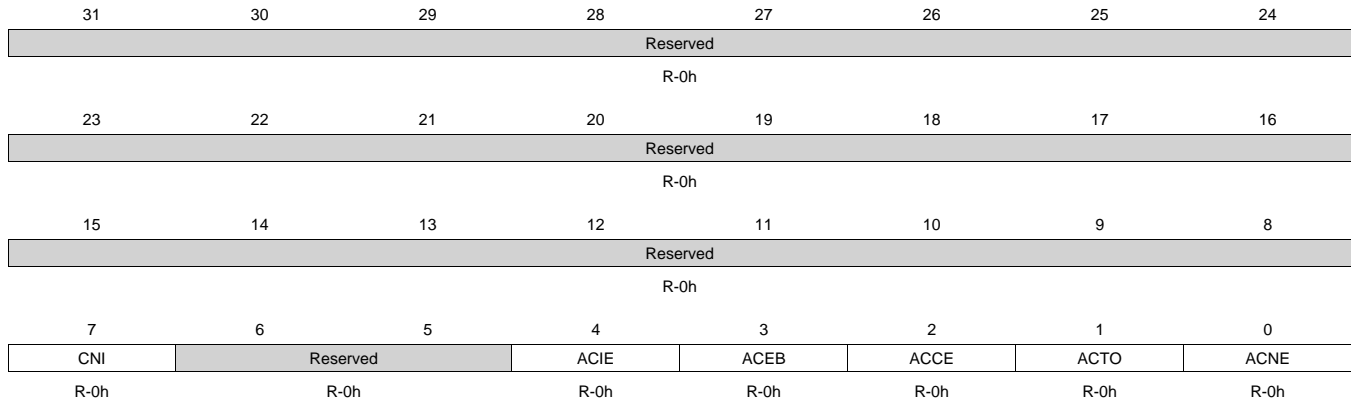 31 30 29 28 27 26 25 24
Reserved
R-0h
23 22 21 20 19 18 17 16
Reserved
R-0h
15 14 13 12 11 10 9 8
Reserved
R-0h
7 6 5 4 3 2 1 0
CNI Reserved ACIE ACEB ACCE ACTO ACNE
R-0h R-0h R-0h R-0h R-0h R-0h R-0h